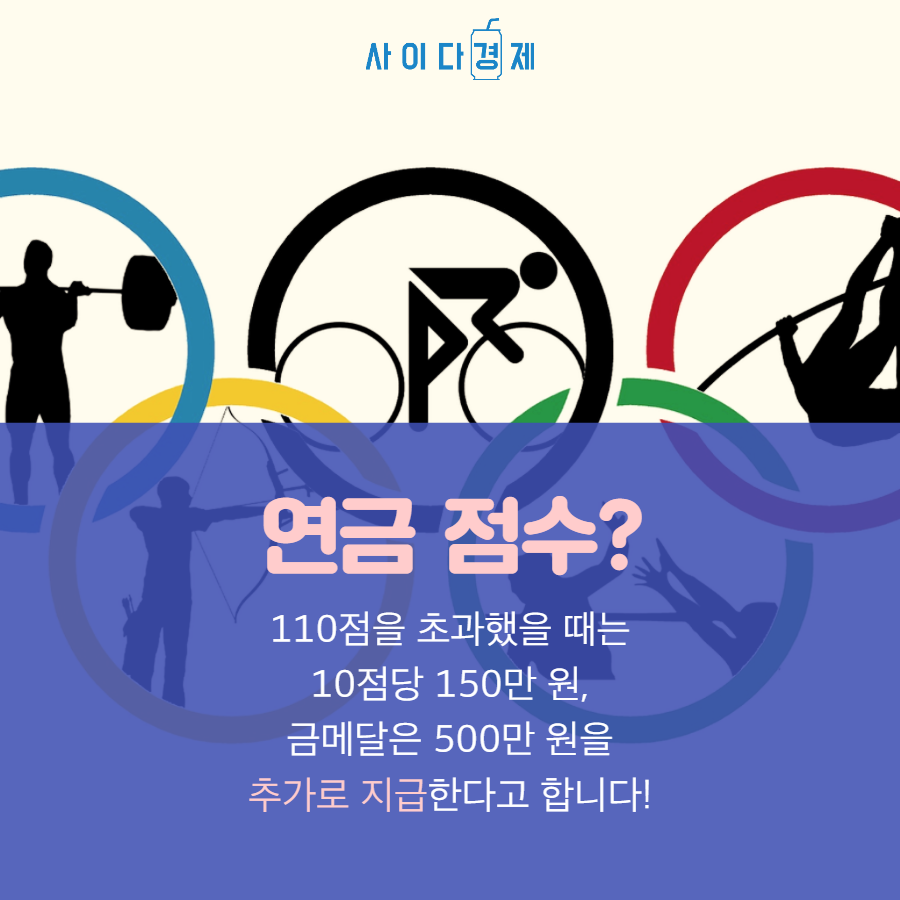 사이다경제
연금 점수?
110점을 초과했을 때는
10점당 150만 원,
금메달은 500만 원을
추가로 지급한다고 합니다!